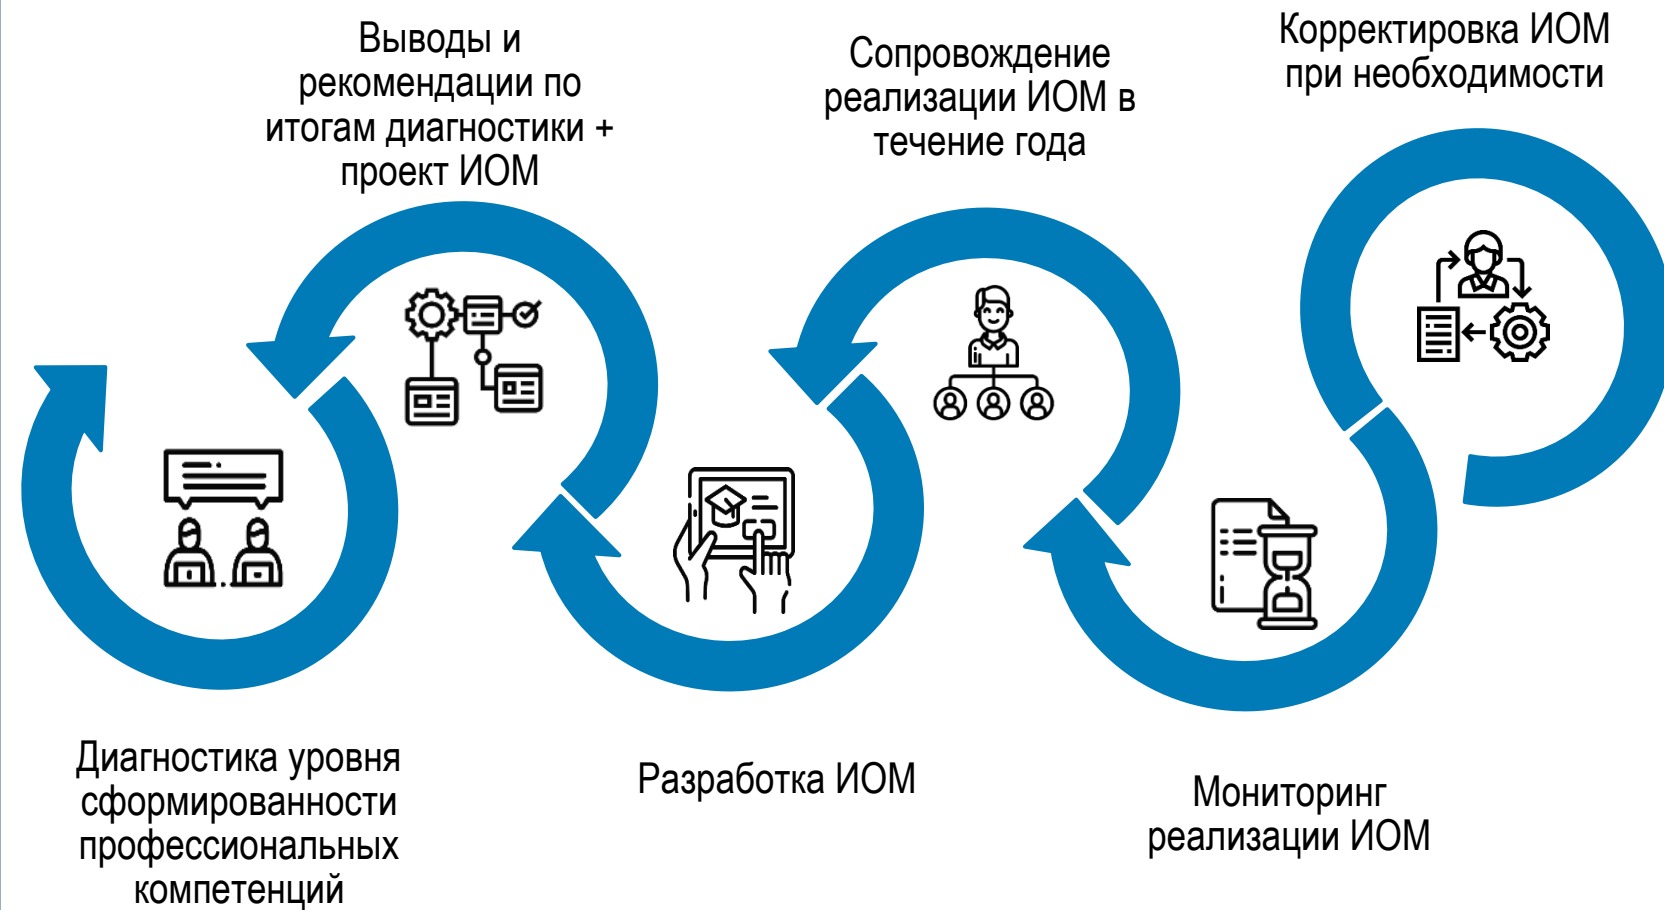 Выводы и
рекомендации по
итогам диагностики +
проект ИОМ
Сопровождение
реализации ИОМ в
течение года
Корректировка ИОМ
при необходимости
Диагностика уровня
сформированности
профессиональных
компетенций
Разработка ИОМ
Мониторинг
реализации ИОМ